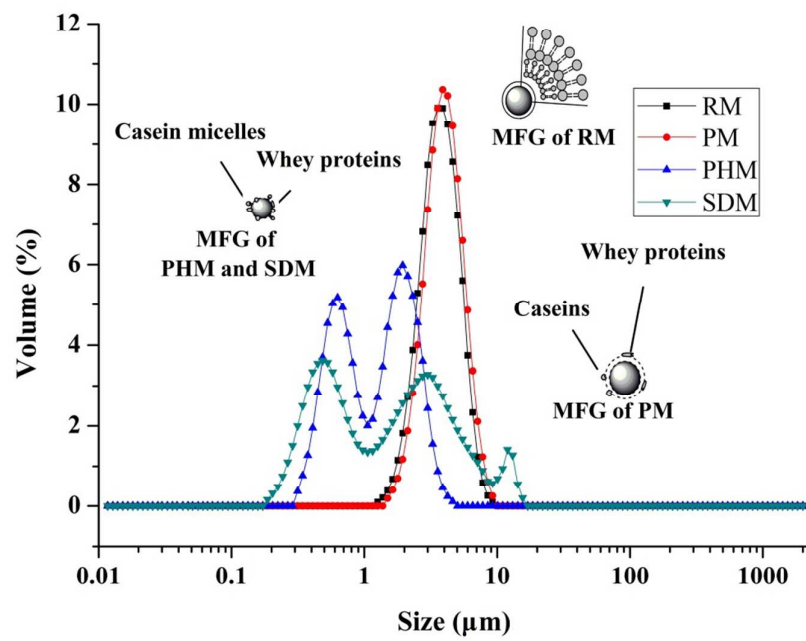 12
10
8
6
4
2
0
Volume (%)
0.01
0.1
1
10
100
1000
Size (µm)
Casein micelles
Whey proteins
MFG of
PHM and SDM
MFG of RM
RM
PM
PHM
SDM
Whey proteins
Caseins
MFG of PM